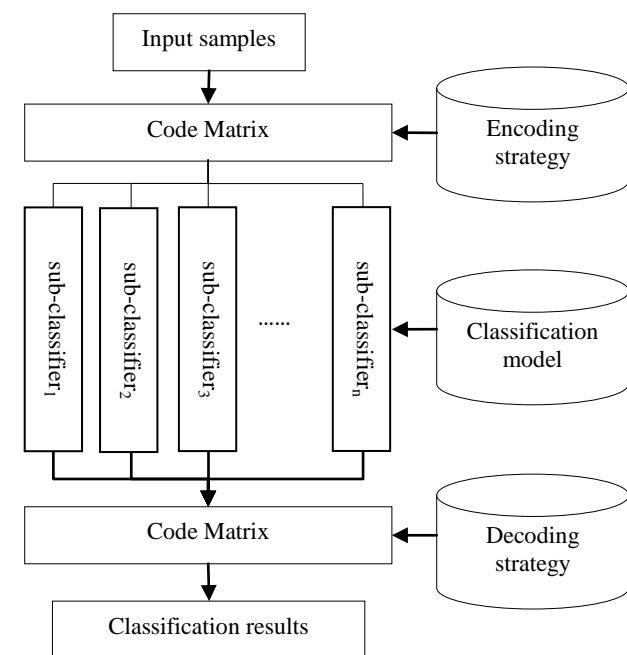 Input samples
Code Matrix
Encoding
strategy
sub-classifier1
sub-classifier2
sub-classifier3
......
sub-classifiern
Classification
model
Code Matrix
Decoding
strategy
Classification results